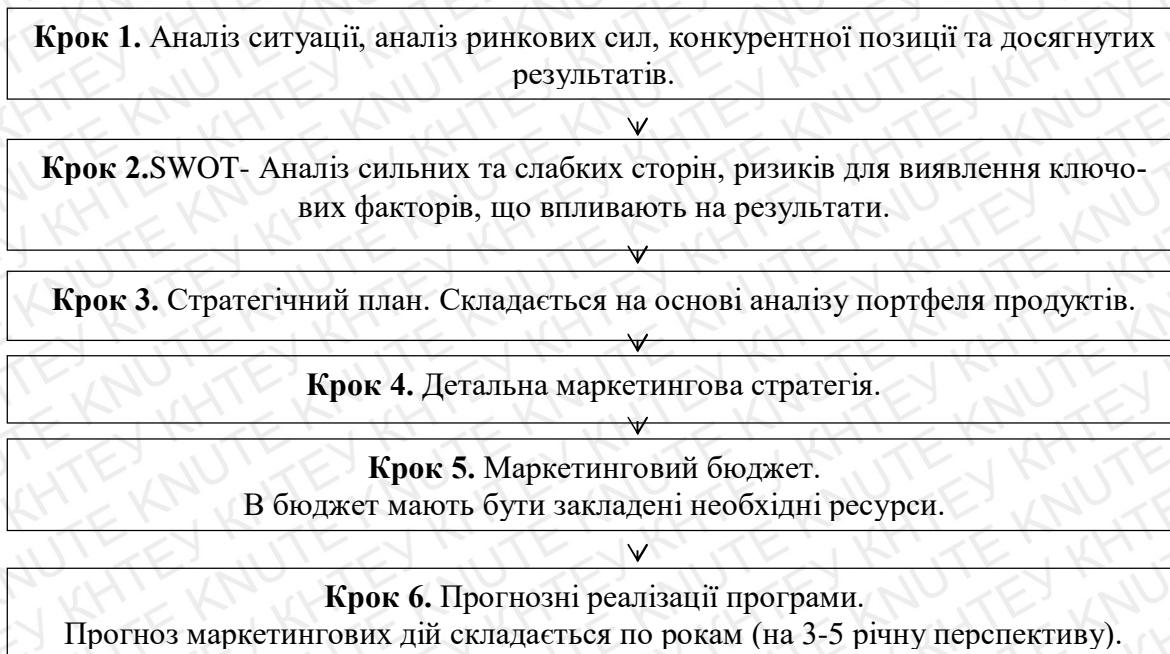 Крок 1. Аналіз ситуації, аналіз ринкових сил, конкурентної позиції та досягнутих
результатів.
Крок 2.SWOT- Аналіз сильних та слабких сторін, ризиків для виявлення ключо-
вих факторів, що впливають на результати.
Крок 3. Стратегічний план. Складається на основі аналізу портфеля продуктів.
Крок 4. Детальна маркетингова стратегія.
Крок 5. Маркетинговий бюджет.
В бюджет мають бути закладені необхідні ресурси.
Крок 6. Прогнозні реалізації програми.
Прогноз маркетингових дій складається по рокам (на 3-5 річну перспективу).